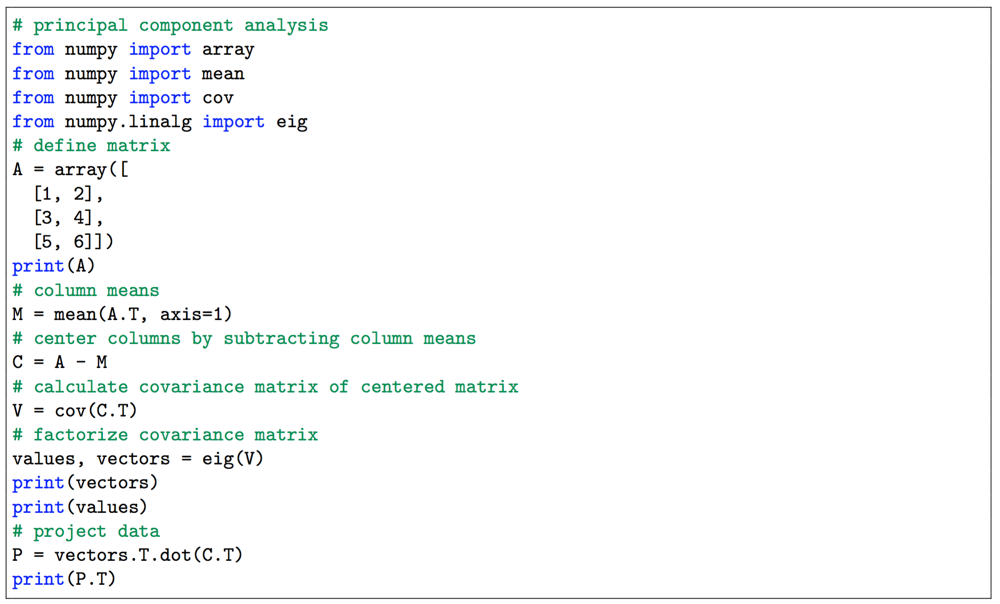 # principal component analysis
from numpy import array
from numpy import mean
from numpy import cov
from numpy.linalg import eig
# define matrix
A = array([
  [1, 2],
  [3, 4],
  [5, 6]])
print(A)
# column means
M = mean(A.T, axis=1)
# center columns by subtracting column means
C = A - M
# calculate covariance matrix of centered matrix
V = cov(C.T)
# factorize covariance matrix
values, vectors = eig(V)
print(vectors)
print(values)
# project data
P = vectors.T.dot(C.T)
print(P.T)